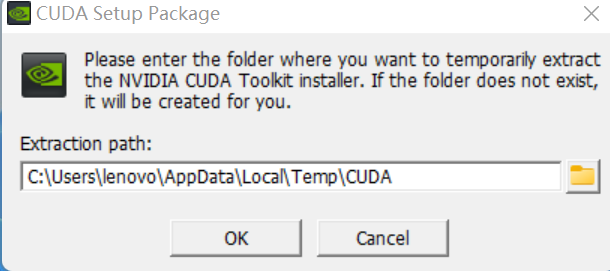 CUDA Setup Package
Please enter the folder where you want to temporarily extract
the NVIDIA CUDA Toolkit installer. If the folder does not exist,
it will be created for you.
Extraction path:
C:\Users\lenovo\AppData\Local\Temp\CUDA
OK Cancel